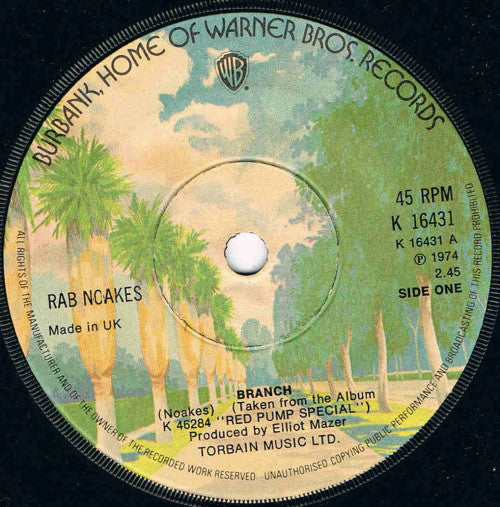 BURBANK, HOME OF WARNER BROS. RECORDS
WB
45 RPM
K 16431
K 16431 A
℗ 1974
2.45
SIDE ONE
RAB NOAKES
Made in UK
BRANCH
(Noakes) (Taken from the Album
K 46284 "RED PUMP SPECIAL")
Produced by Elliot Mazer
TORBAIN MUSIC LTD.
ALL RIGHTS OF THE MANUFACTURER AND OF THE OWNER OF THE RECORDED WORK RESERVED UNAUTHORISED COPYING PUBLIC PERFORMANCE AND BROADCASTING OF THIS RECORD PROHIBITED